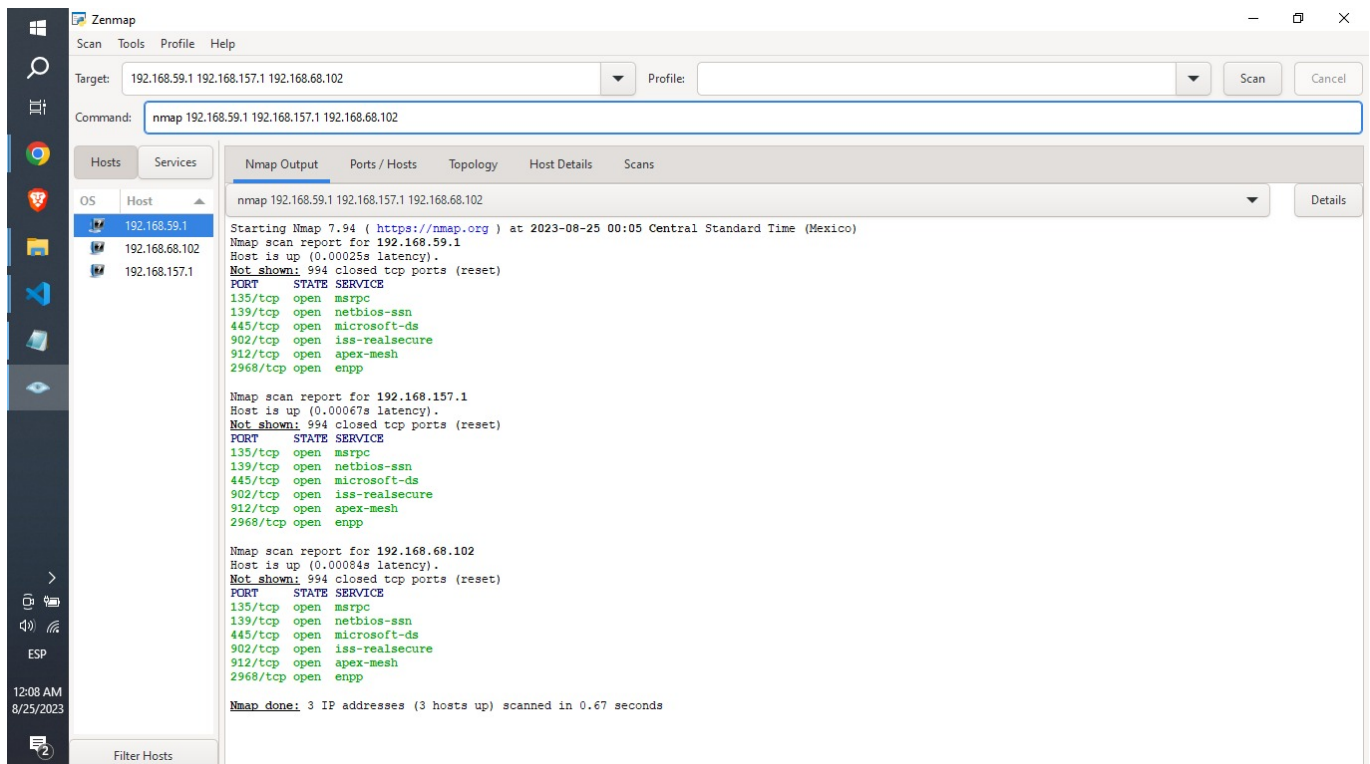 Zenmap
Scan Tools Profile Help
Target: 192.168.59.1 192.168.157.1 192.168.68.102 Profile: Scan Cancel
Command: nmap 192.168.59.1 192.168.157.1 192.168.68.102
Hosts Services
Nmap Output Ports / Hosts Topology Host Details Scans
OS Host
192.168.59.1
192.168.68.102
192.168.157.1
Filter Hosts
nmap 192.168.59.1 192.168.157.1 192.168.68.102 Details
Starting Nmap 7.94 ( https://nmap.org ) at 2023-08-25 00:05 Central Standard Time (Mexico)
Nmap scan report for 192.168.59.1
Host is up (0.00025s latency).
Not shown: 994 closed tcp ports (reset)
PORT STATE SERVICE
135/tcp open msrpc
139/tcp open netbios-ssn
445/tcp open microsoft-ds
902/tcp open iss-realsecure
912/tcp open apex-mesh
2968/tcp open enpp
Nmap scan report for 192.168.157.1
Host is up (0.00067s latency).
Not shown: 994 closed tcp ports (reset)
PORT STATE SERVICE
135/tcp open msrpc
139/tcp open netbios-ssn
445/tcp open microsoft-ds
902/tcp open iss-realsecure
912/tcp open apex-mesh
2968/tcp open enpp
Nmap scan report for 192.168.68.102
Host is up (0.00084s latency).
Not shown: 994 closed tcp ports (reset)
PORT STATE SERVICE
135/tcp open msrpc
139/tcp open netbios-ssn
445/tcp open microsoft-ds
902/tcp open iss-realsecure
912/tcp open apex-mesh
2968/tcp open enpp
Nmap done: 3 IP addresses (3 hosts up) scanned in 0.67 seconds
ESP
12:08 AM
8/25/2023
2